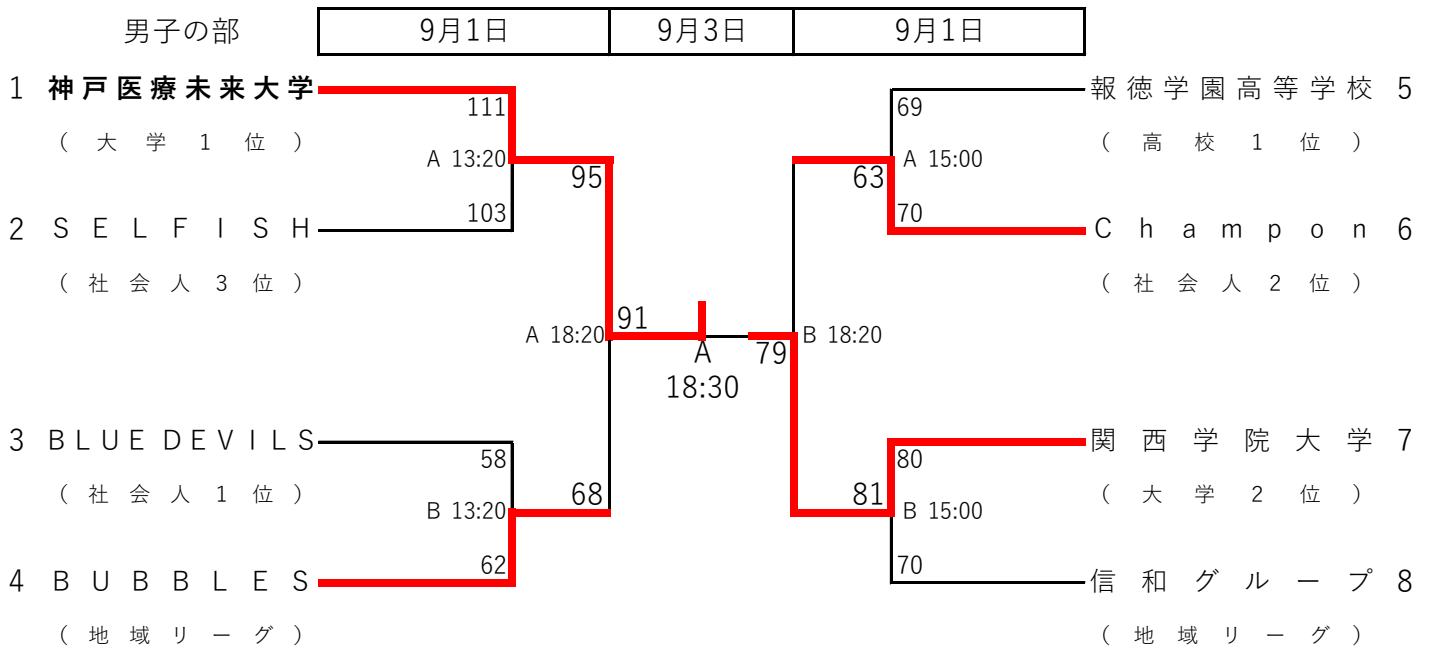 男子の部 9月1日 9月3日 9月1日
1 神戸医療未来大学 111 69 報徳学園高等学校 5
(大学1位) (高校1位)
A 13:20 A 15:00
95 63
2 SELFISH 103 70 Champon 6
(社会人3位) (社会人2位)
A 18:20 91 79 B 18:20
A
18:30
3 BLUE DEVILS 58 80 関西学院大学 7
(社会人1位) 68 81 (大学2位)
B 13:20 B 15:00
4 BUBBLES 62 70 信和グループ 8
(地域リーグ) (地域リーグ)